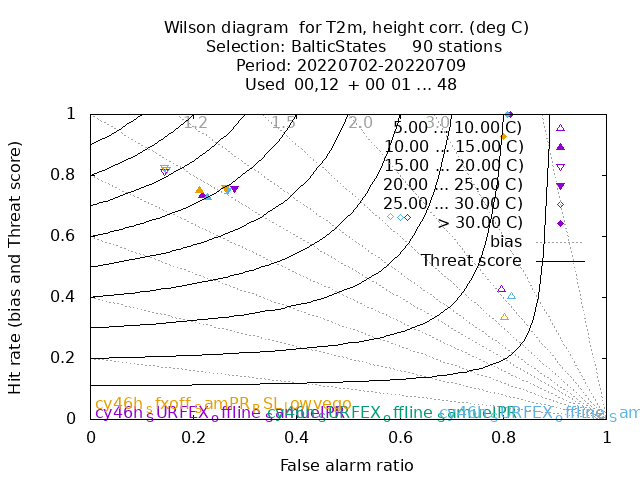 Wilson diagram  for T2m, height corr. (deg C)
Selection: BalticStates     90 stations
Period: 20220702-20220709
Used  00,12  + 00 01 ... 48
Hit rate (bias and Threat score)
1
0.8
0.6
0.4
0.2
0
1.2 1.5 2.0 3.0
5.00 ... 10.00 C)
10.00 ... 15.00 C)
15.00 ... 20.00 C)
20.00 ... 25.00 C)
25.00 ... 30.00 C)
> 30.00 C)
bias
Threat score
cy46h_sfxoff_samPR_RSL_lowvego
cy46h_SURFEX_offline
0 0.2 0.4 0.6 0.8 1
False alarm ratio